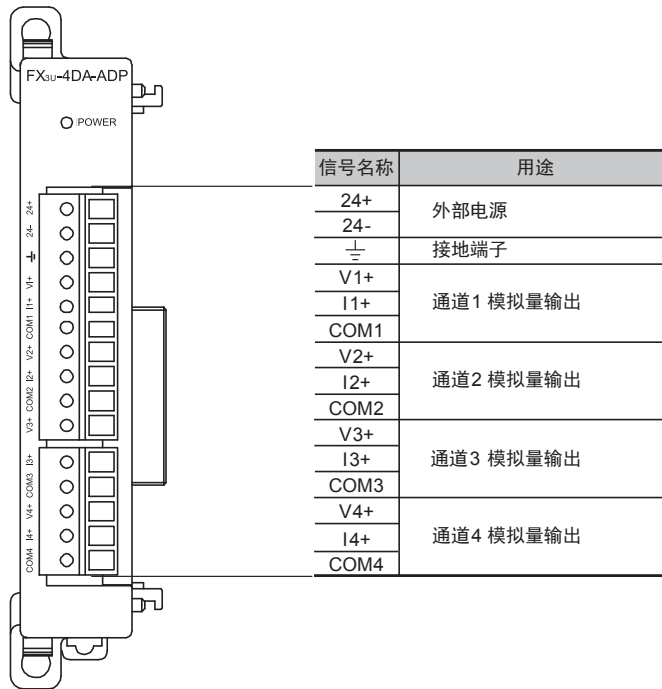 FX3U-4DA-ADP
POWER
24+
24-
⏚
V1+
I1+
COM1
V2+
I2+
COM2
V3+
I3+
COM3
V4+
I4+
COM4
信号名称 用途
24+
24-
外部电源
⏚ 接地端子
V1+
I1+
COM1
通道1 模拟量输出
V2+
I2+
COM2
通道2 模拟量输出
V3+
I3+
COM3
通道3 模拟量输出
V4+
I4+
COM4
通道4 模拟量输出